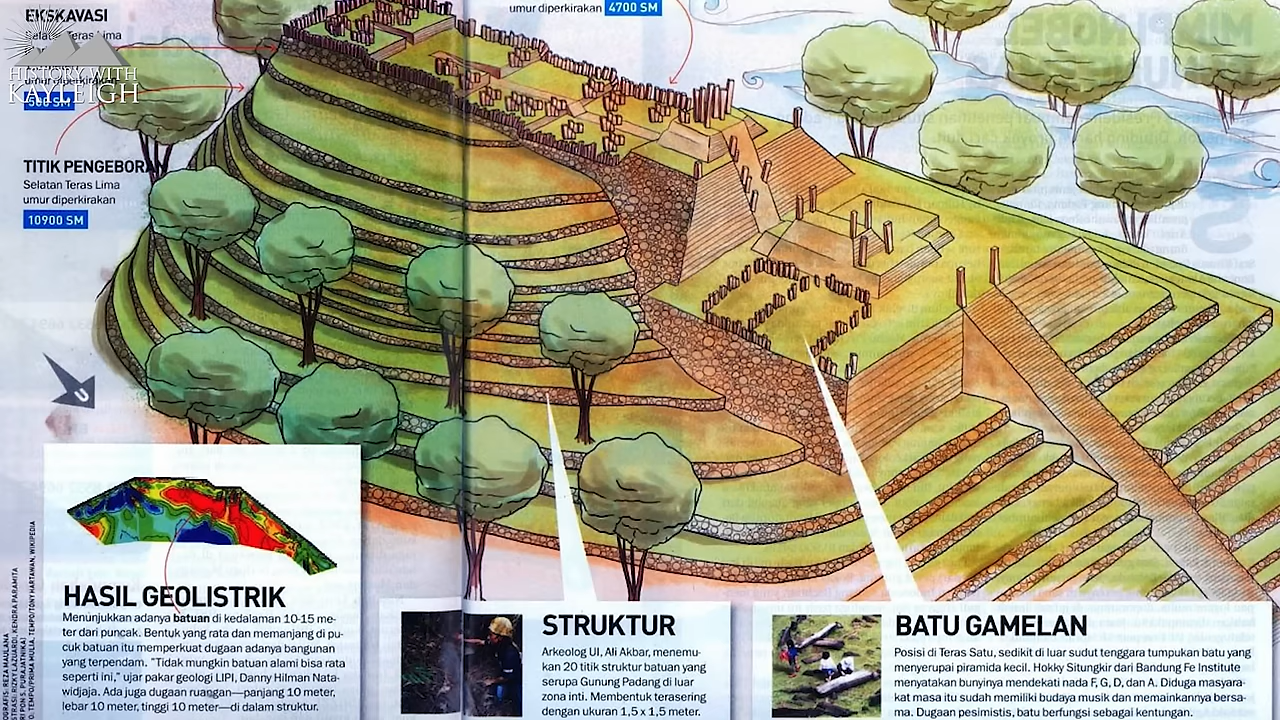 umur diperkirakan 4700 SM
EKSKAVASI
Teras Lima
umur diperkirakan
500 SM
HISTORY WITH
KAYLEIGH
TITIK PENGEBORAN
Selatan Teras Lima
umur diperkirakan
10900 SM
U
HASIL GEOLISTRIK
Menunjukkan adanya batuan di kedalaman 10-15 me-
ter dari puncak. Bentuk yang rata dan memanjang di pu-
cuk batuan itu memperkuat dugaan adanya bangunan
yang terpendam. "Tidak mungkin batuan alami bisa rata
seperti ini," ujar pakar geologi LIPI, Danny Hilman Nata-
widjaja. Ada juga dugaan ruangan—panjang 10 meter,
lebar 10 meter, tinggi 10 meter—di dalam struktur.
STRUKTUR
Arkeolog UI, Ali Akbar, menemu-
kan 20 titik struktur batuan yang
serupa Gunung Padang di luar
zona inti. Membentuk terasering
dengan ukuran 1,5 x 1,5 meter.
BATU GAMELAN
Posisi di Teras Satu, sedikit di luar sudut tenggara tumpukan batu yang
menyerupai piramida kecil. Hokky Situngkir dari Bandung Fe Institute
menyatakan bunyinya mendekati nada F, G, D, dan A. Diduga masyara-
kat masa itu sudah memiliki budaya musik dan memainkannya bersa-
ma. Dugaan pesimistis, batu berfungsi sebagai kentungan.